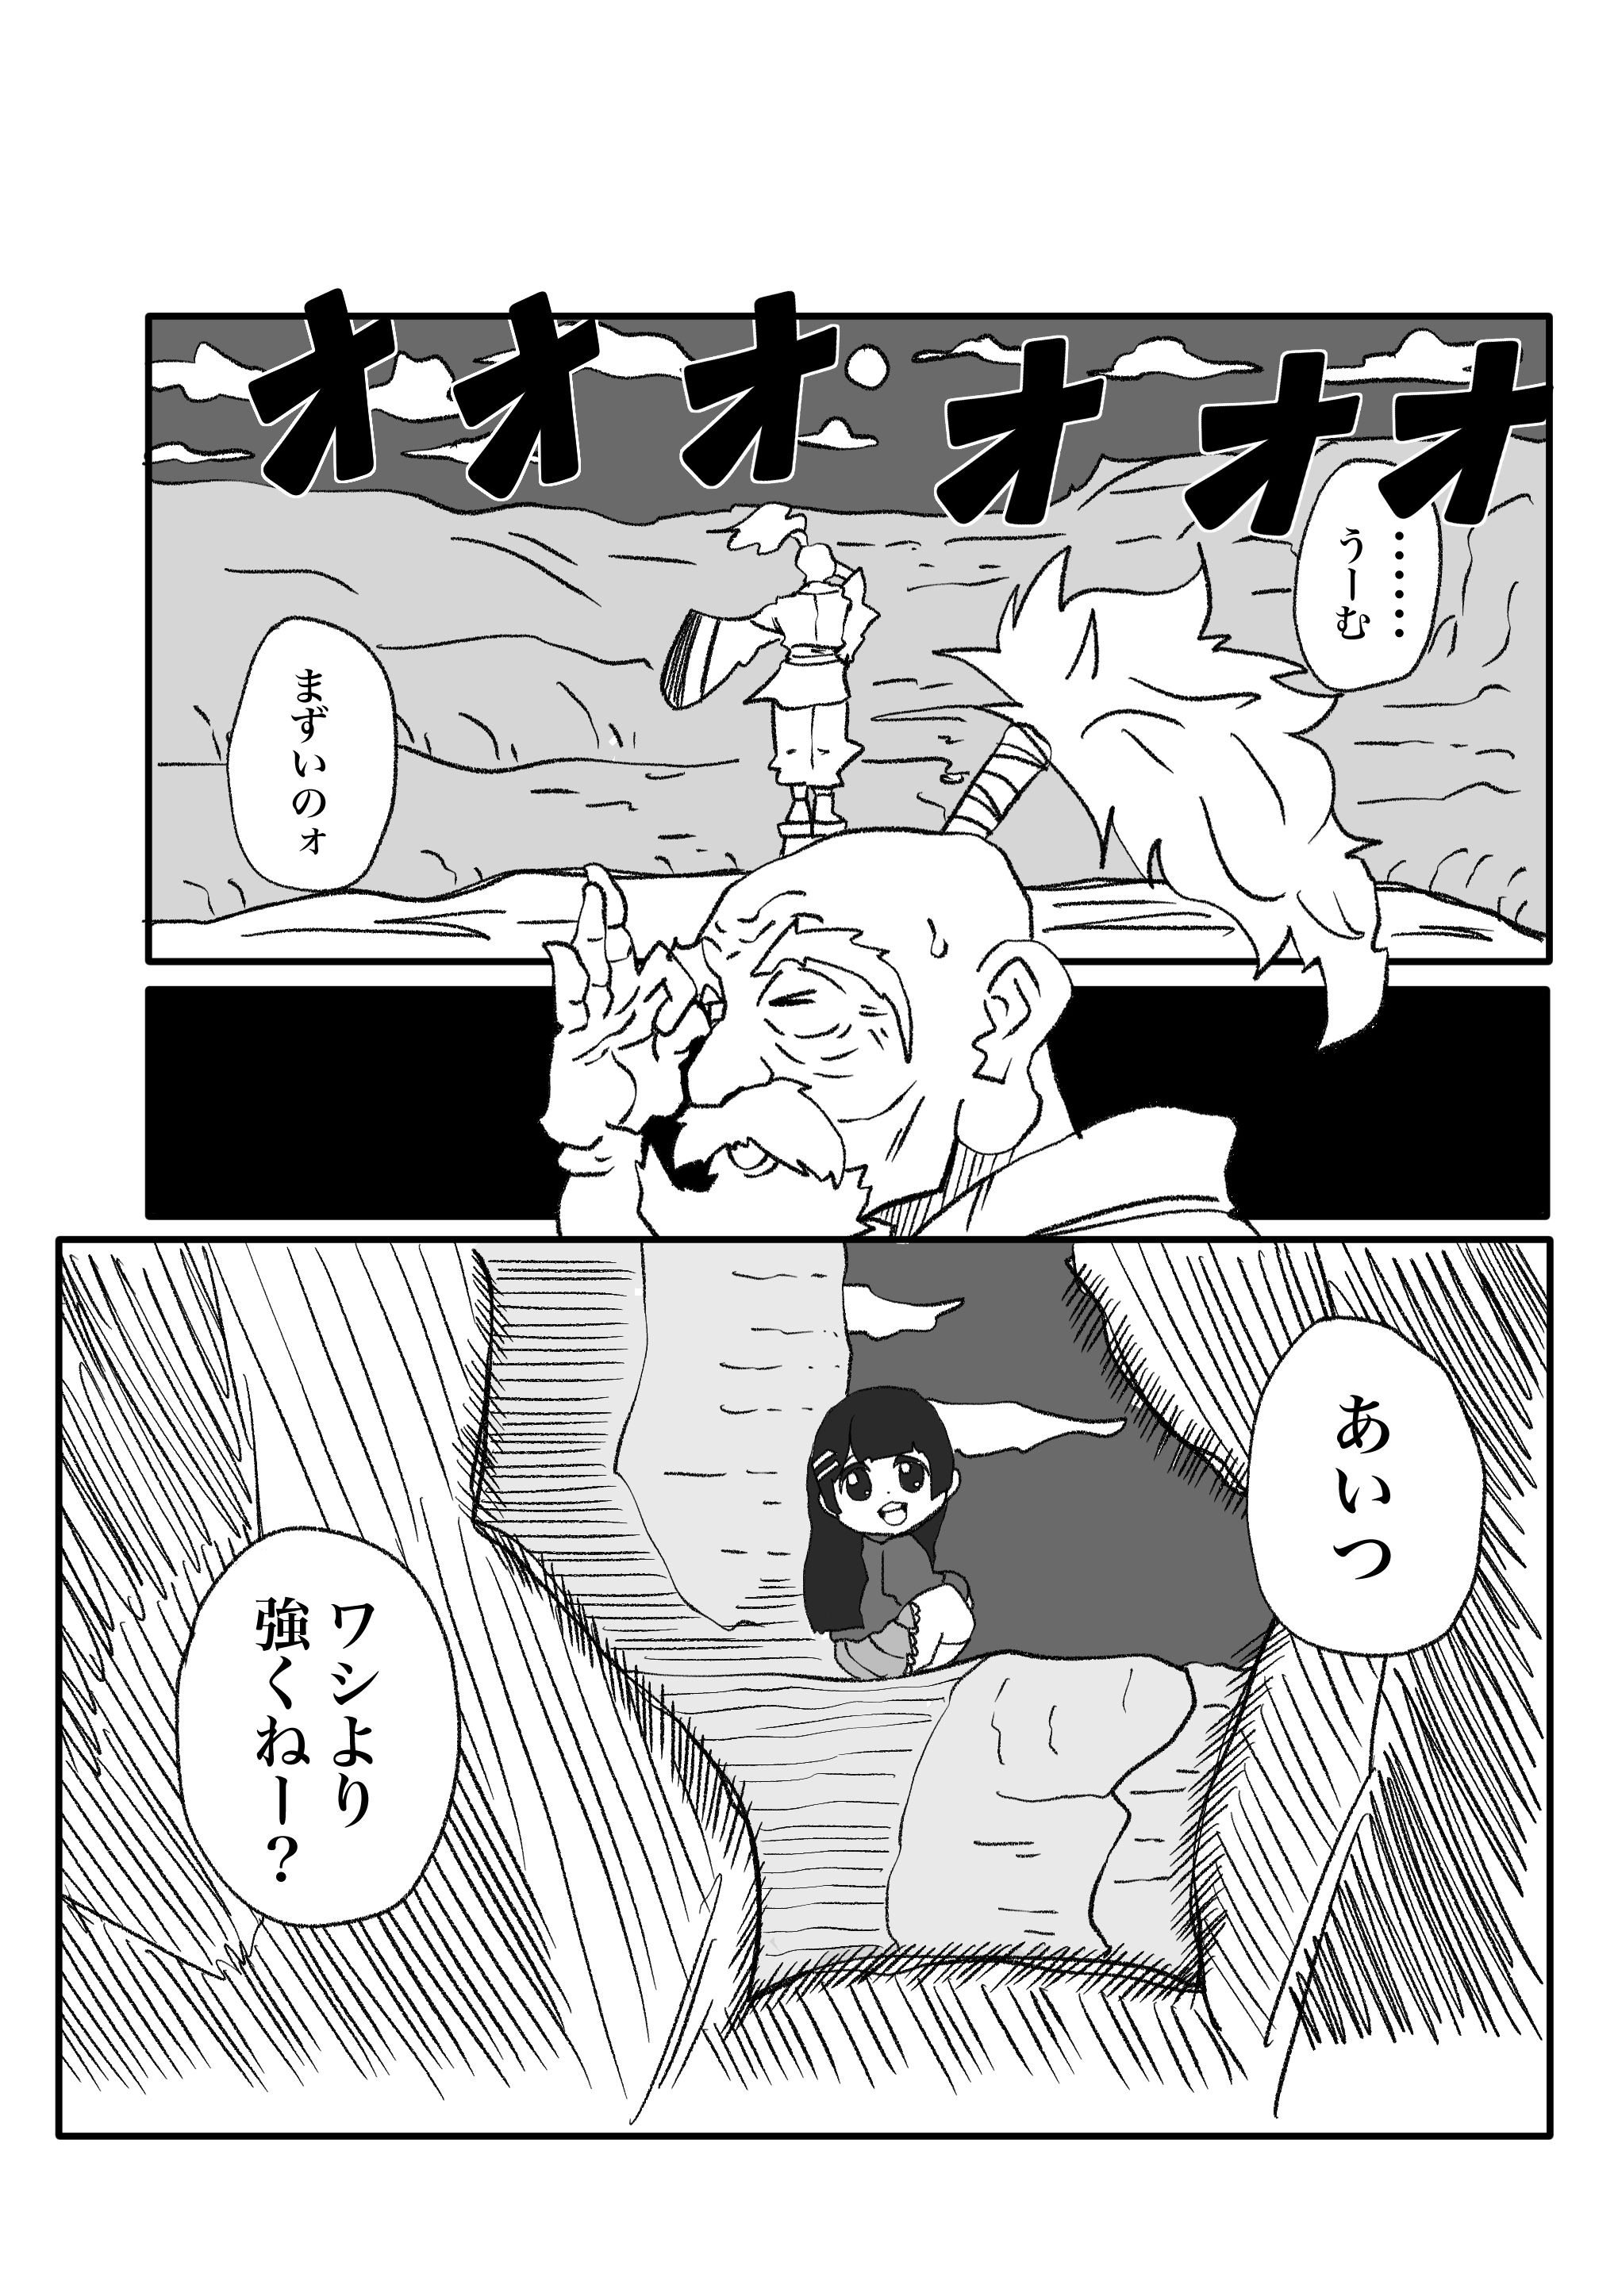 オオオオオオ
……
うーむ
まずいのォ
あいつ
ワシより
強くねー？